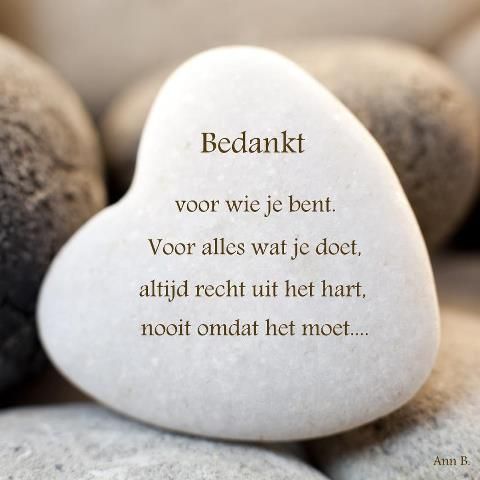 Bedankt
voor wie je bent.
Voor alles wat je doet,
altijd recht uit het hart,
nooit omdat het moet....
Ann B.